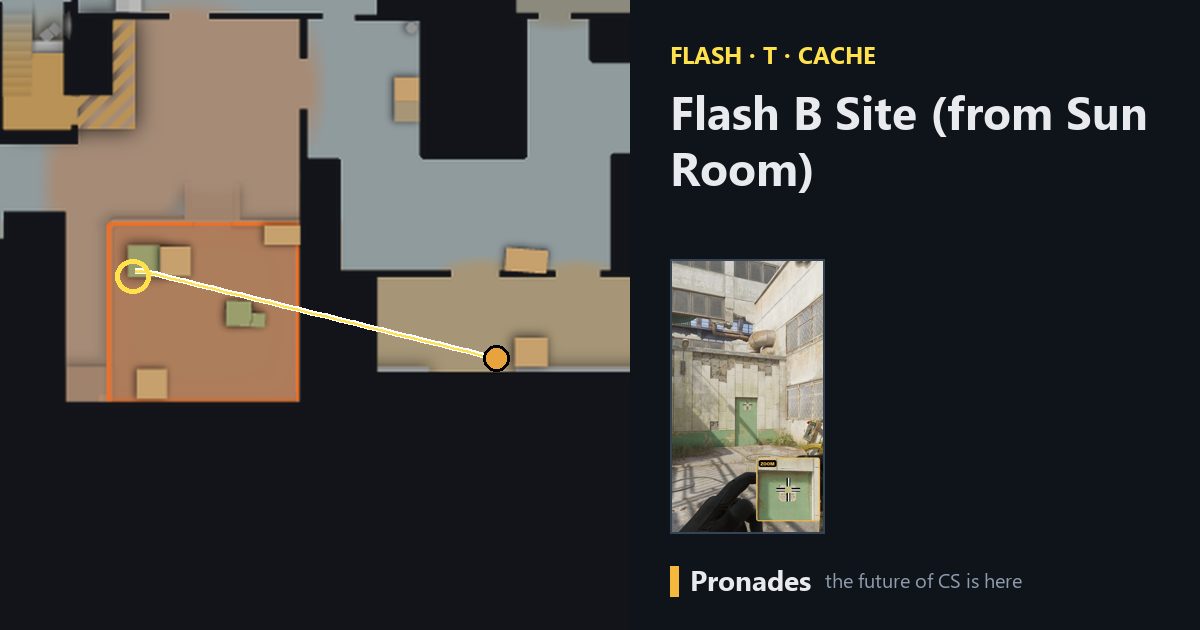 FLASH · T · CACHE
Flash B Site (from Sun
Room)
ZOOM
Pronades the future of CS is here